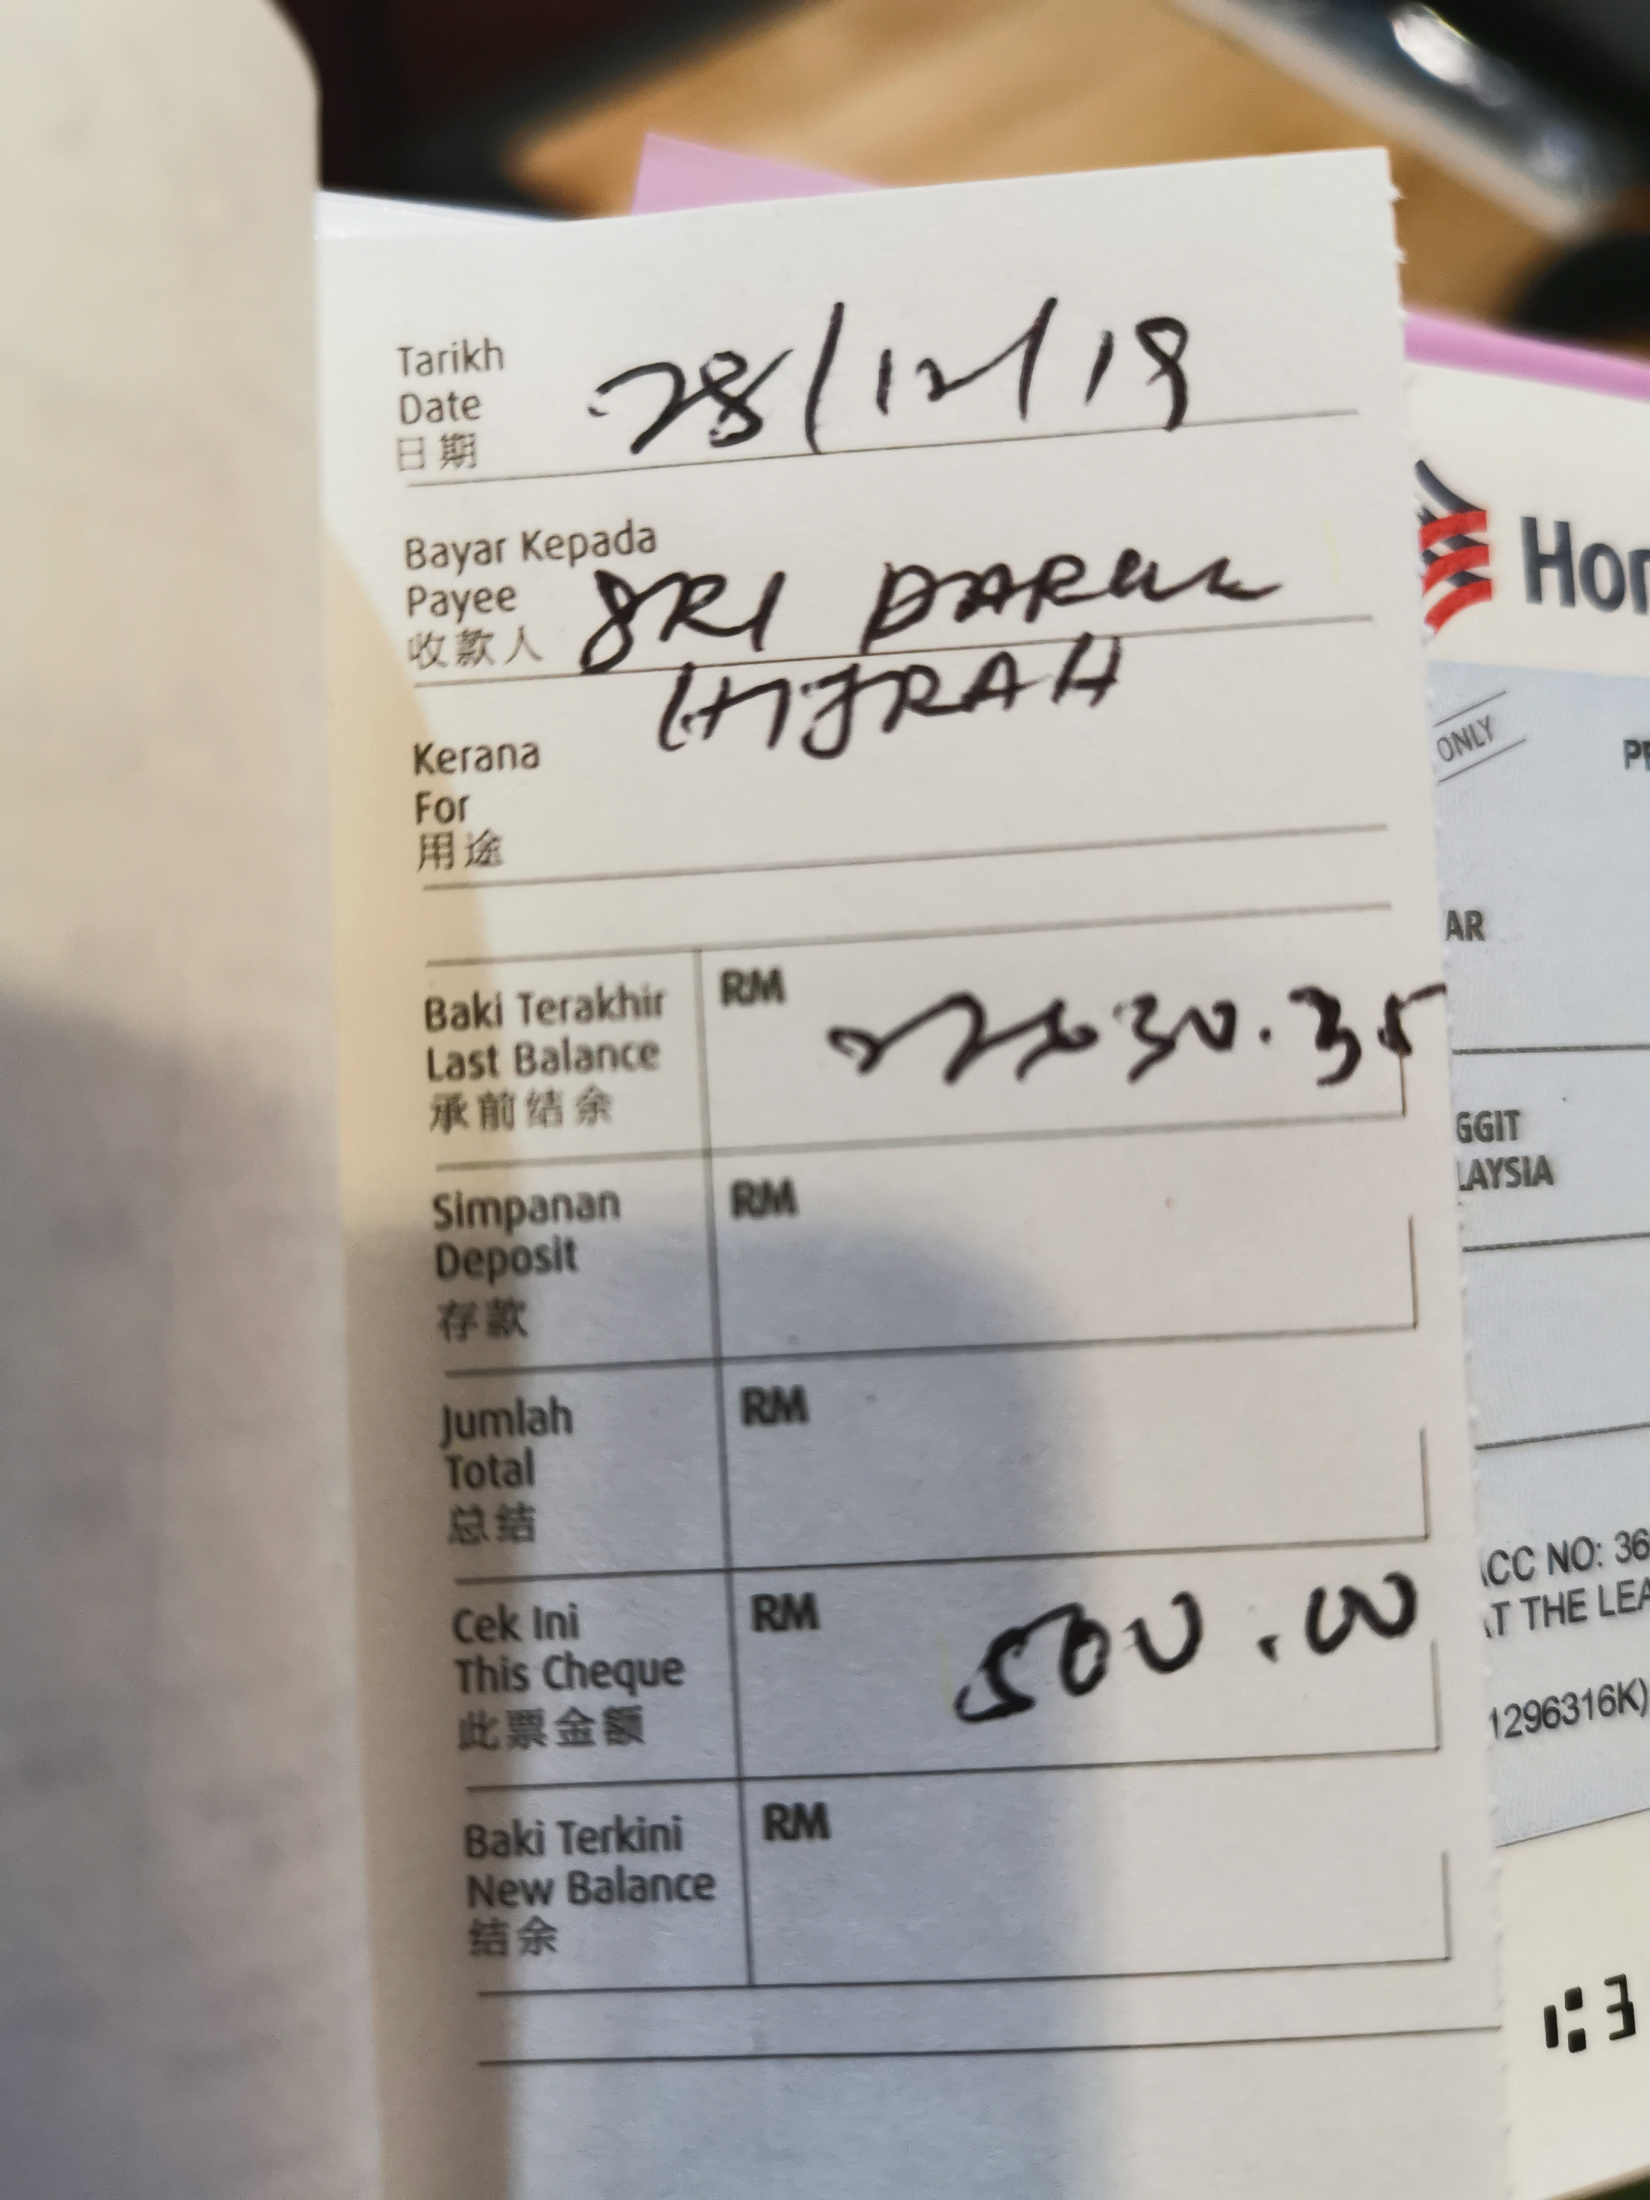 Tarikh
Date 28/12/19
日期
Bayar Kepada
Payee SRI DARUL
收款人
HIJRAH
Kerana
For
用途
Baki Terakhir RM
Last Balance
承前结余
Simpanan RM
Deposit
存款
Jumlah RM
Total
总结
Cek Ini RM 500.00
This Cheque
此票金额
Baki Terkini RM
New Balance
结余
Hon
ONLY
PE
AR
GGIT
LAYSIA
ACC NO: 36
AT THE LEA
1296316K)